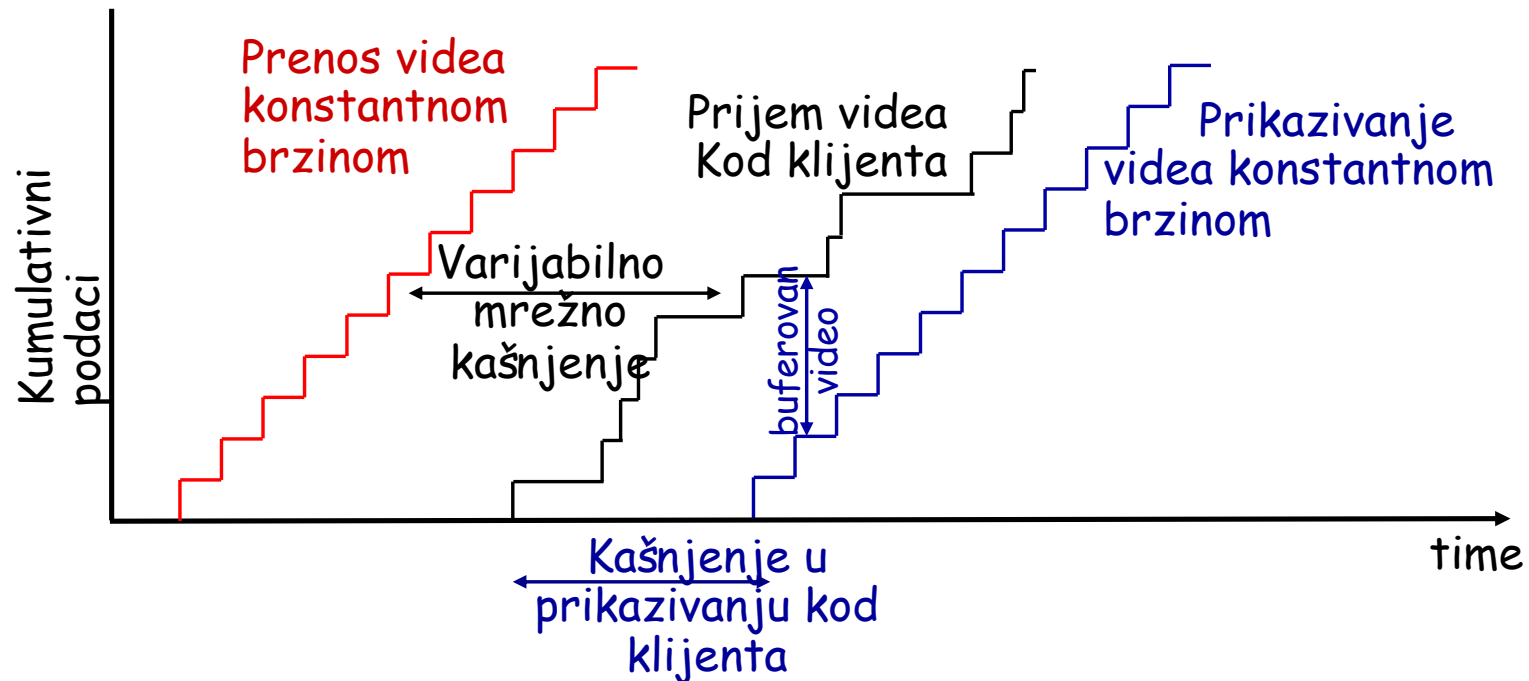 Prenos videa
konstantnom
brzinom
Prijem videa
Kod klijenta
Prikazivanje
videa konstantnom
brzinom
Kumulativni
podaci
Varijabilno
mrežno
kašnjenje
buferovan
video
time
Kašnjenje u
prikazivanju kod
klijenta